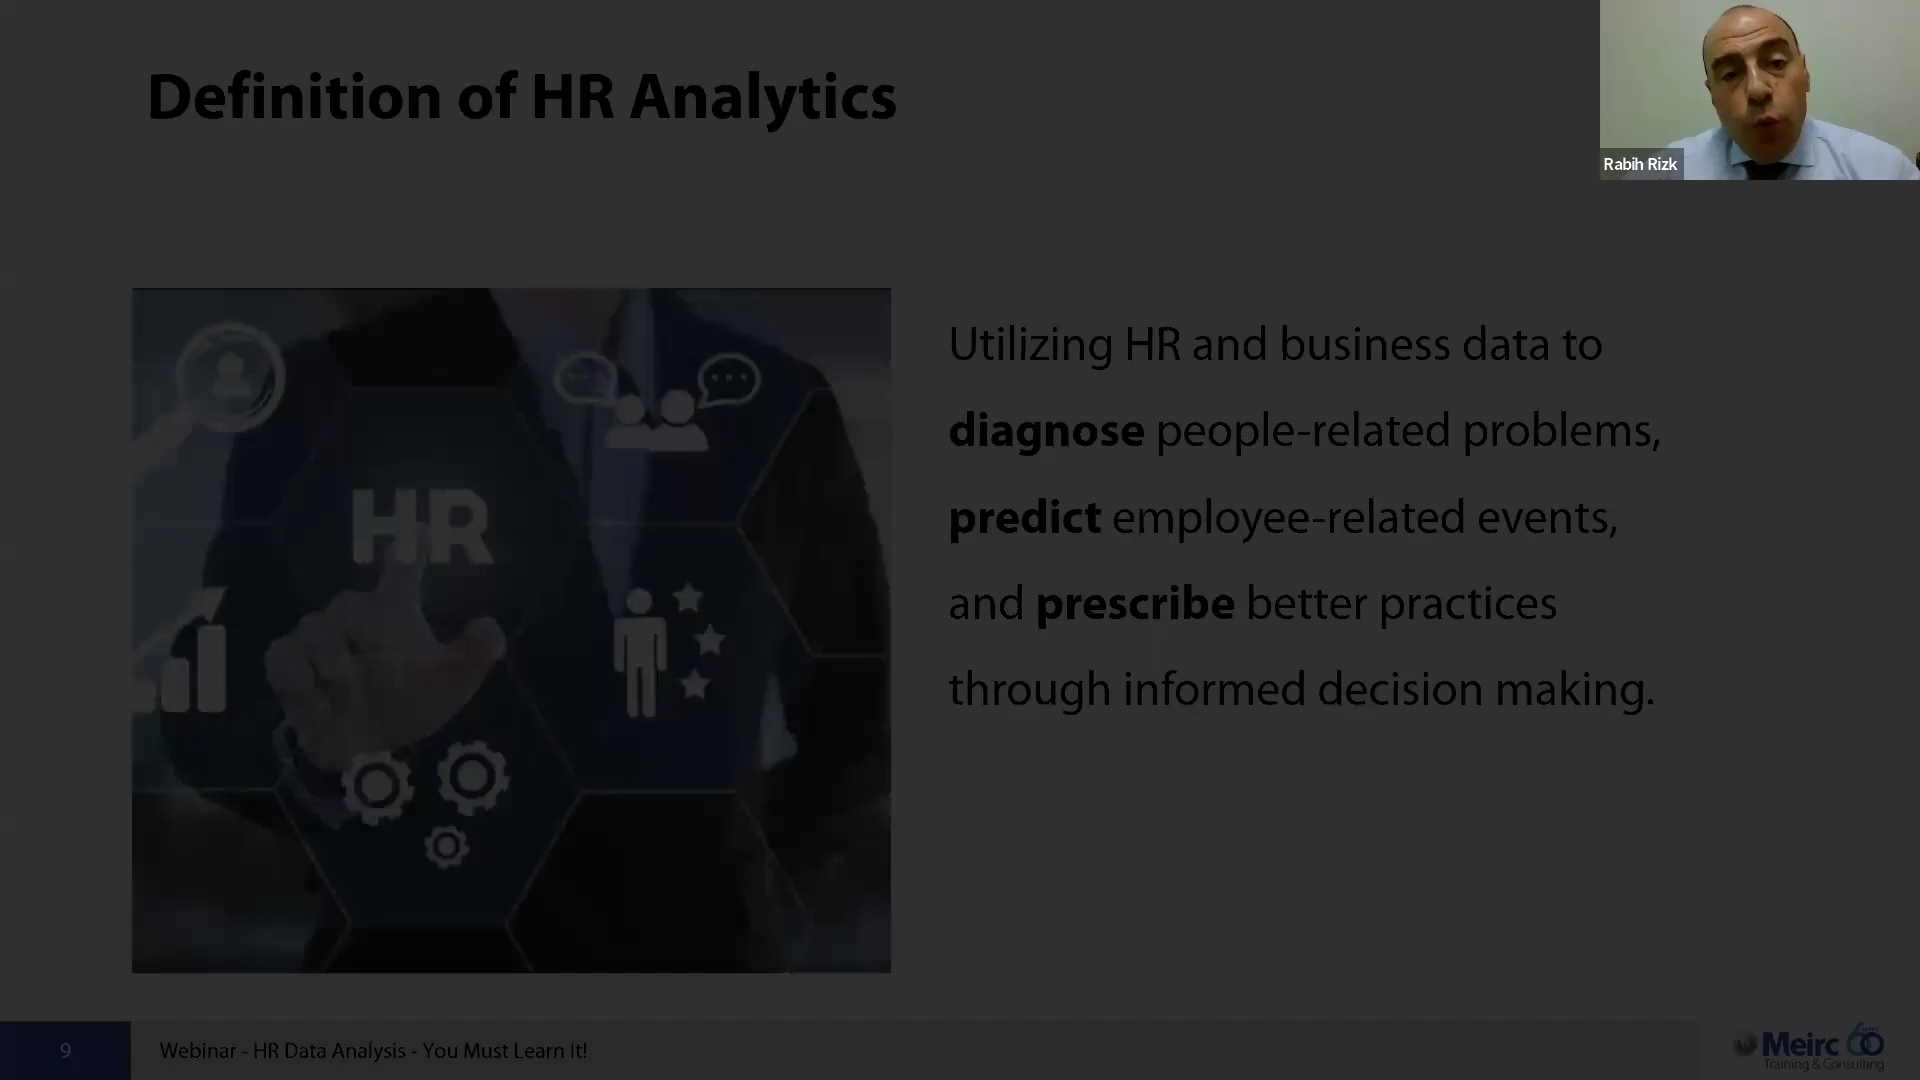 Definition of HR Analytics
Rabih Rizk
HR
Utilizing HR and business data to
diagnose people-related problems,
predict employee-related events,
and prescribe better practices
through informed decision making.
9
Webinar - HR Data Analysis - You Must Learn It!
Meirc 60
Training & Consulting